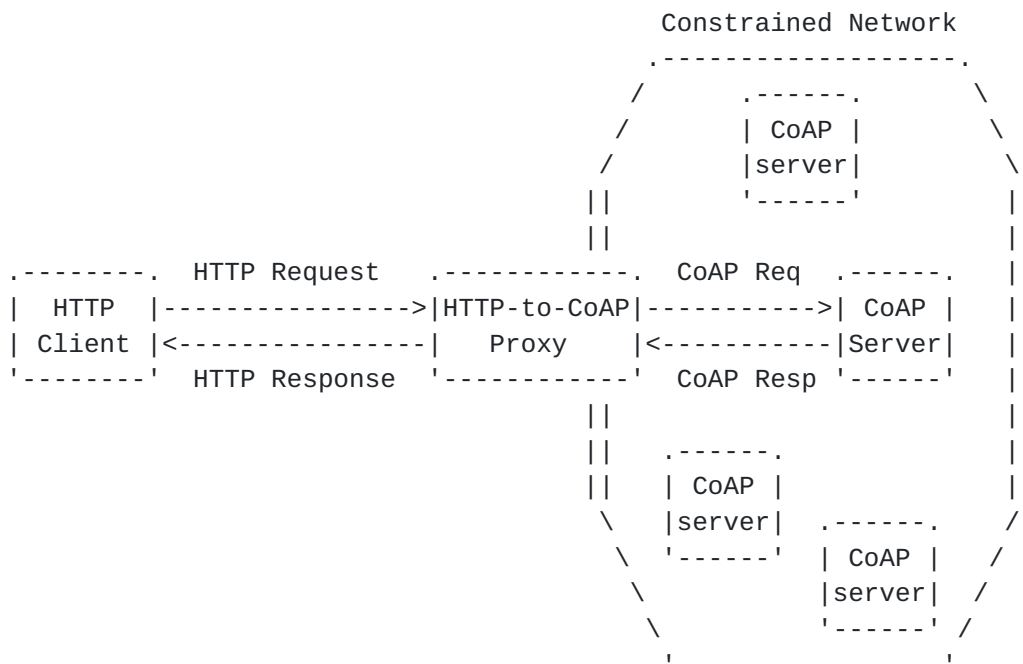 Constrained Network
.-------------------.
/ .------. \
/ | CoAP | \
/ |server| \
|| '------' |
|| |
.--------. HTTP Request .------------. CoAP Req .------. |
| HTTP |---------------->|HTTP-to-CoAP|----------->| CoAP | |
| Client |<----------------| Proxy |<-----------|Server| |
'--------' HTTP Response '------------' CoAP Resp '------' |
|| |
|| .------. |
|| | CoAP | |
\ |server| .------. /
\ '------' | CoAP | /
\ |server| /
\ '------' /
' '